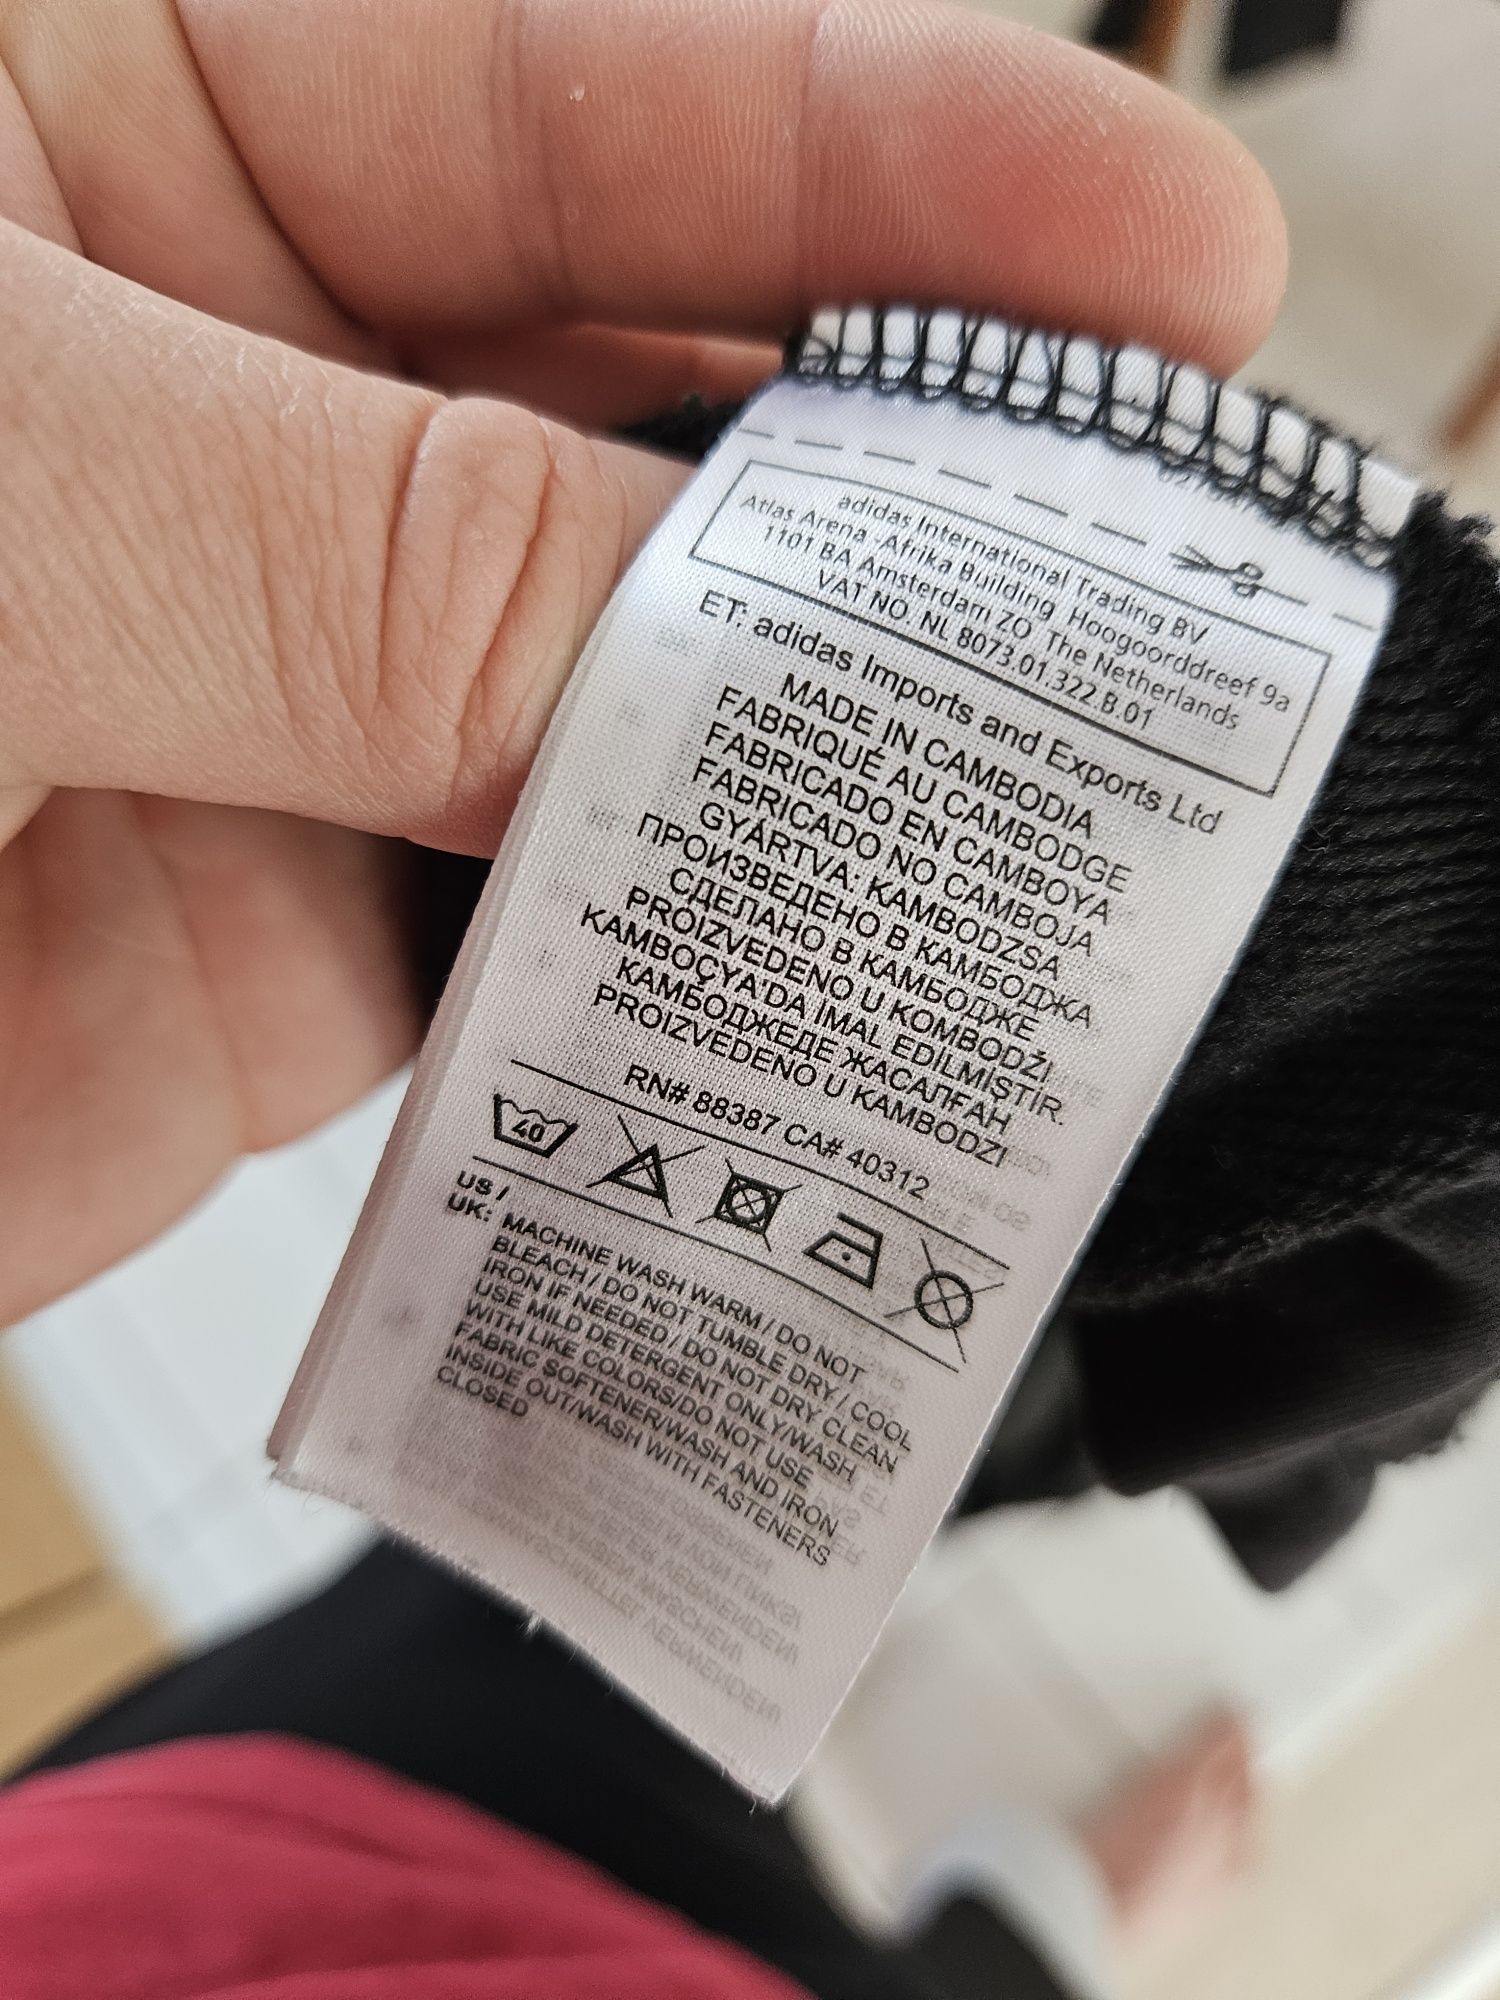 adidas International Trading BV
Atlas Arena -Afrika Building Hoogoorddreef 9a
1101 BA Amsterdam ZO The Netherlands
VAT NO: NL 8073.01.322.B.01
ET: adidas Imports and Exports Ltd
MADE IN CAMBODIA
FABRIQUÉ AU CAMBODGE
FABRICADO EN CAMBOYA
FABRICADO NO CAMBOJA
GYÁRTVA: KAMBODZSA
ПРОИЗВЕДЕНО В КАМБОДЖА
СДЕЛАНО В КАМБОДЖЕ
PROIZVEDENO U KOMBODŽI
KAMBOÇYA'DA IMAL EDİLMİŞTİR.
КАМБОДЖЕДЕ ЖАСАЛҒАН
PROIZVEDENO U KAMBODZI
RN# 88387 CA# 40312
40
US /
UK: MACHINE WASH WARM / DO NOT
BLEACH / DO NOT TUMBLE DRY / COOL
IRON IF NEEDED / DO NOT DRY CLEAN
USE MILD DETERGENT ONLY/WASH
WITH LIKE COLORS/DO NOT USE
FABRIC SOFTENER/WASH AND IRON
INSIDE OUT/WASH WITH FASTENERS
CLOSED